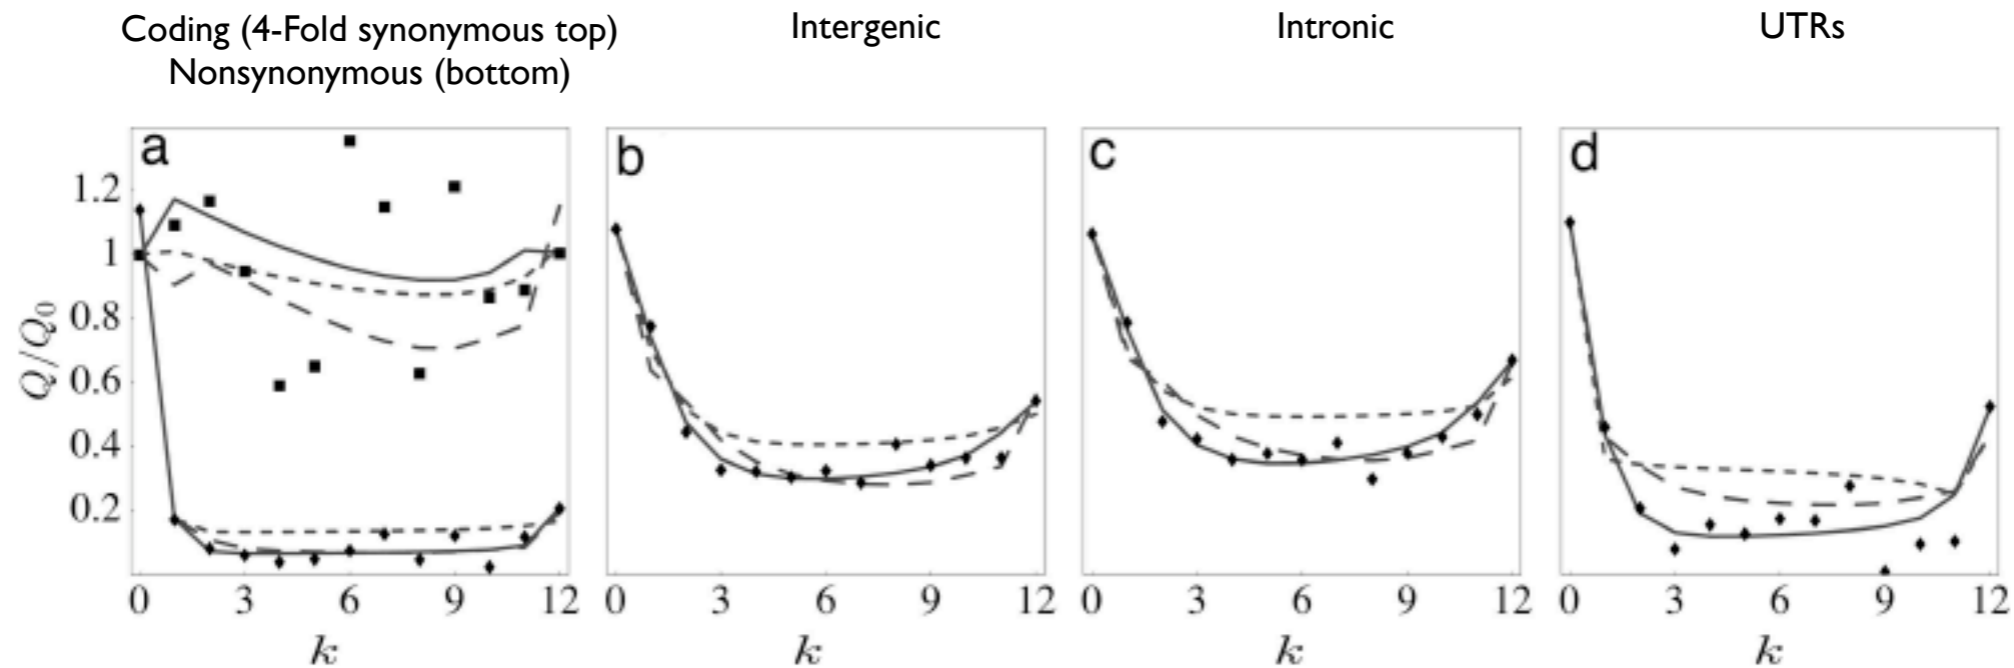 Coding (4-Fold synonymous top)
Nonsynonymous (bottom)
Intergenic
Intronic
UTRs
a
b
c
d
Q/Q₀
1.2
1
0.8
0.6
0.4
0.2
0 3 6 9 12
0 3 6 9 12
0 3 6 9 12
0 3 6 9 12
k
k
k
k